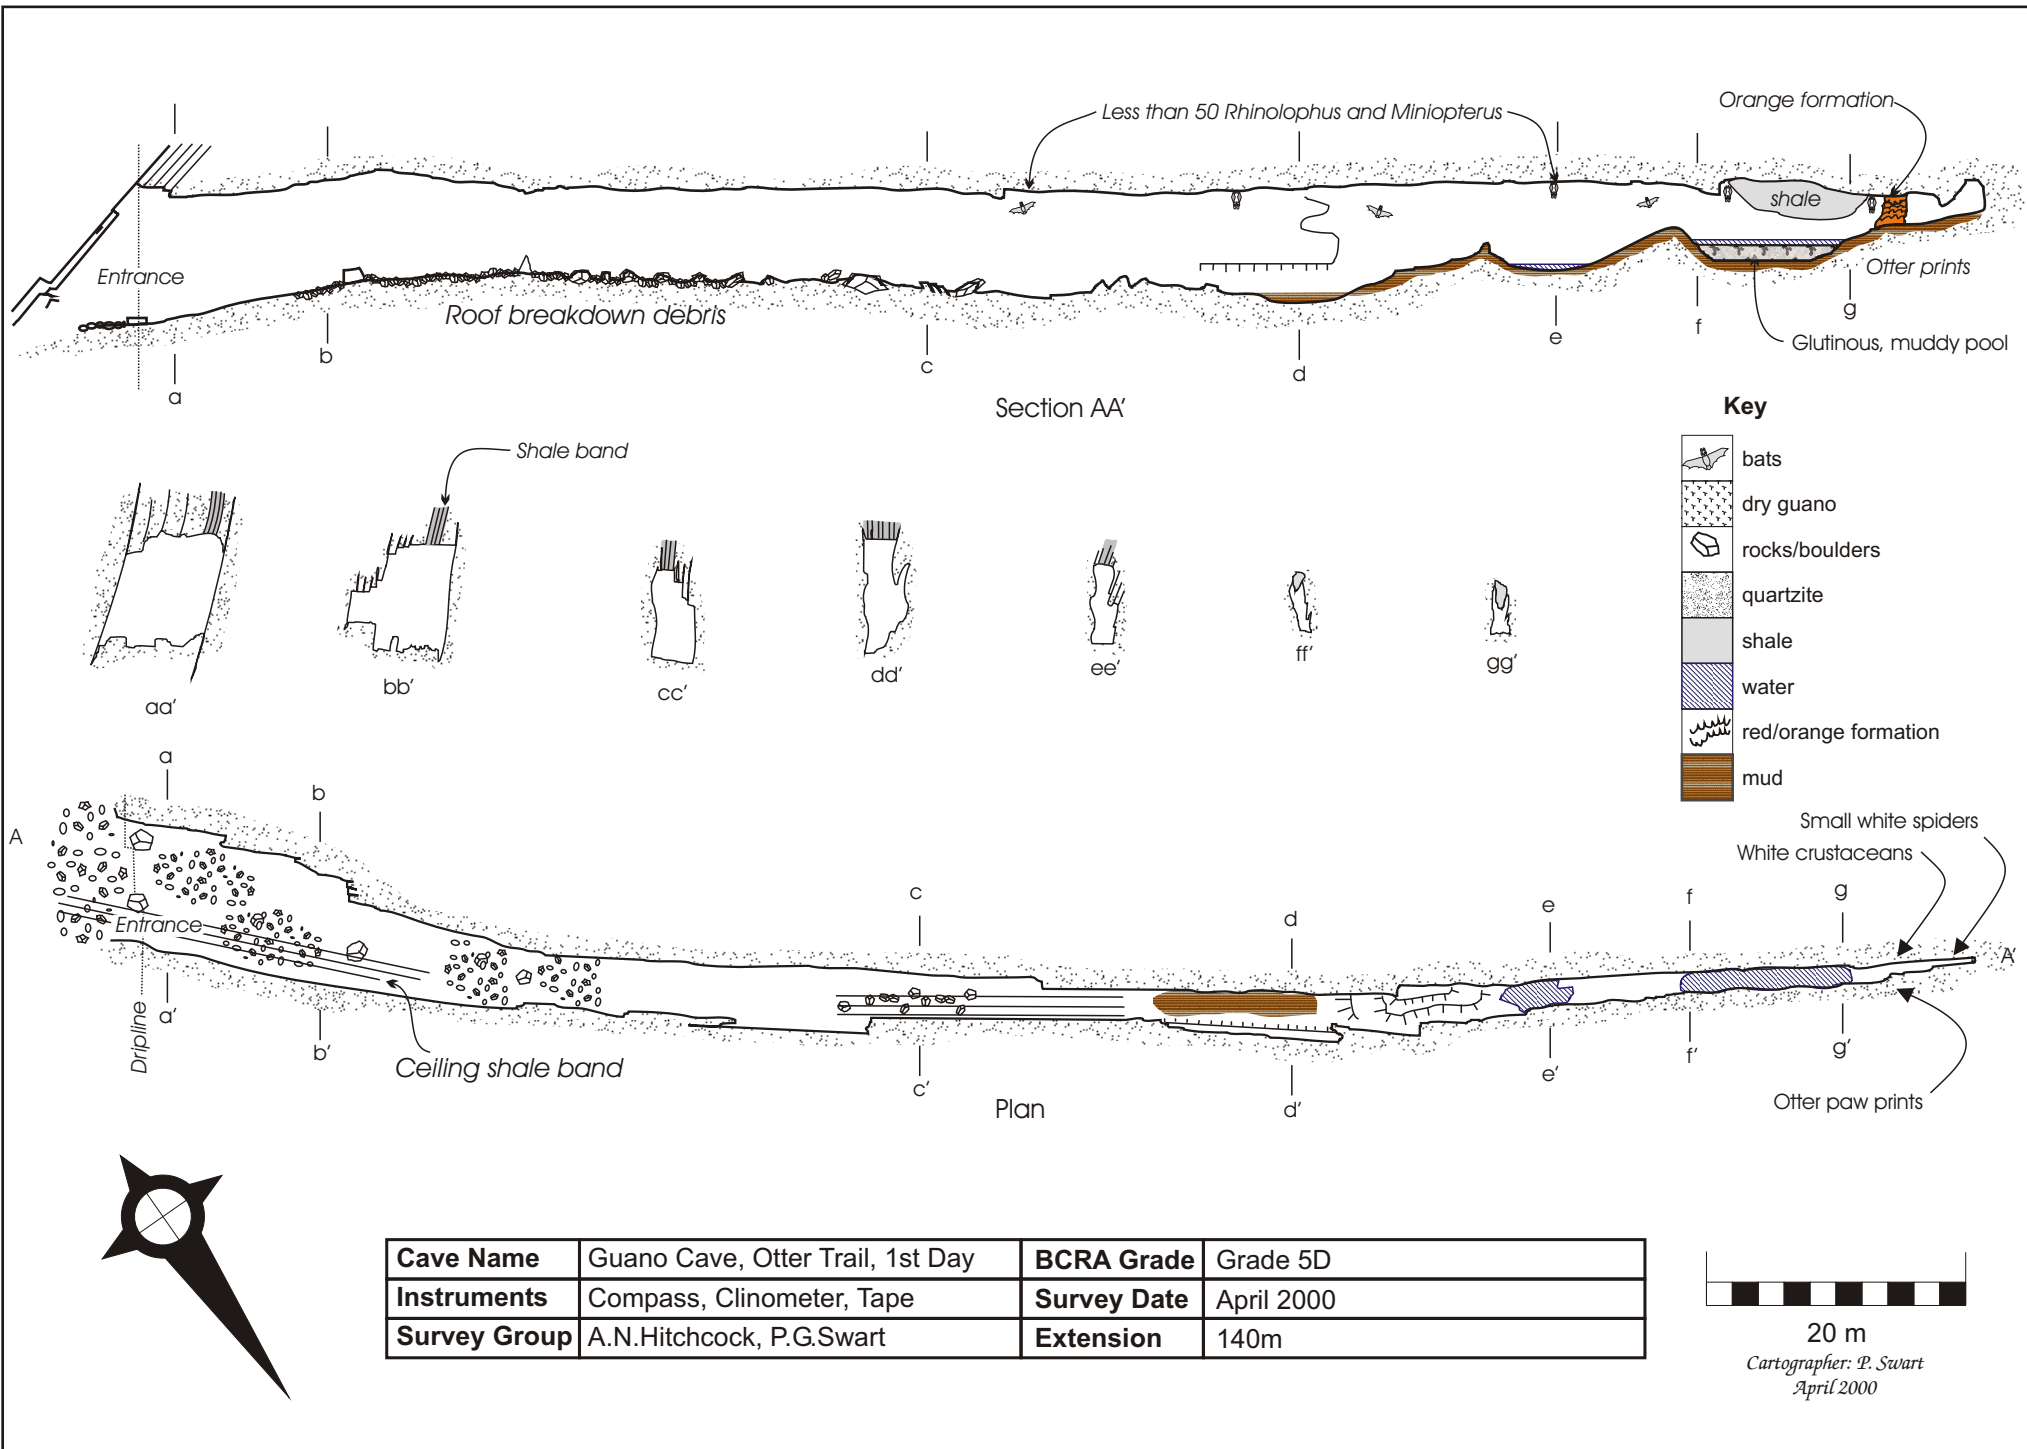 Less than 50 Rhinolophus and Miniopterus
Orange formation
shale
Entrance
Otter prints
Roof breakdown debris
Glutinous, muddy pool
a
b
c
d
e
f
g
Section AA'
Key
bats
dry guano
rocks/boulders
quartzite
shale
water
red/orange formation
mud
Shale band
aa'
bb'
cc'
dd'
ee'
ff'
gg'
a
b
c
d
e
f
g
Small white spiders
White crustaceans
A
A'
Entrance
Dripline
a'
b'
c'
d'
e'
f'
g'
Ceiling shale band
Otter paw prints
Plan
Cave Name Guano Cave, Otter Trail, 1st Day BCRA Grade Grade 5D
Instruments Compass, Clinometer, Tape Survey Date April 2000
Survey Group A.N.Hitchcock, P.G.Swart Extension 140m
20 m
Cartographer: P. Swart
April 2000